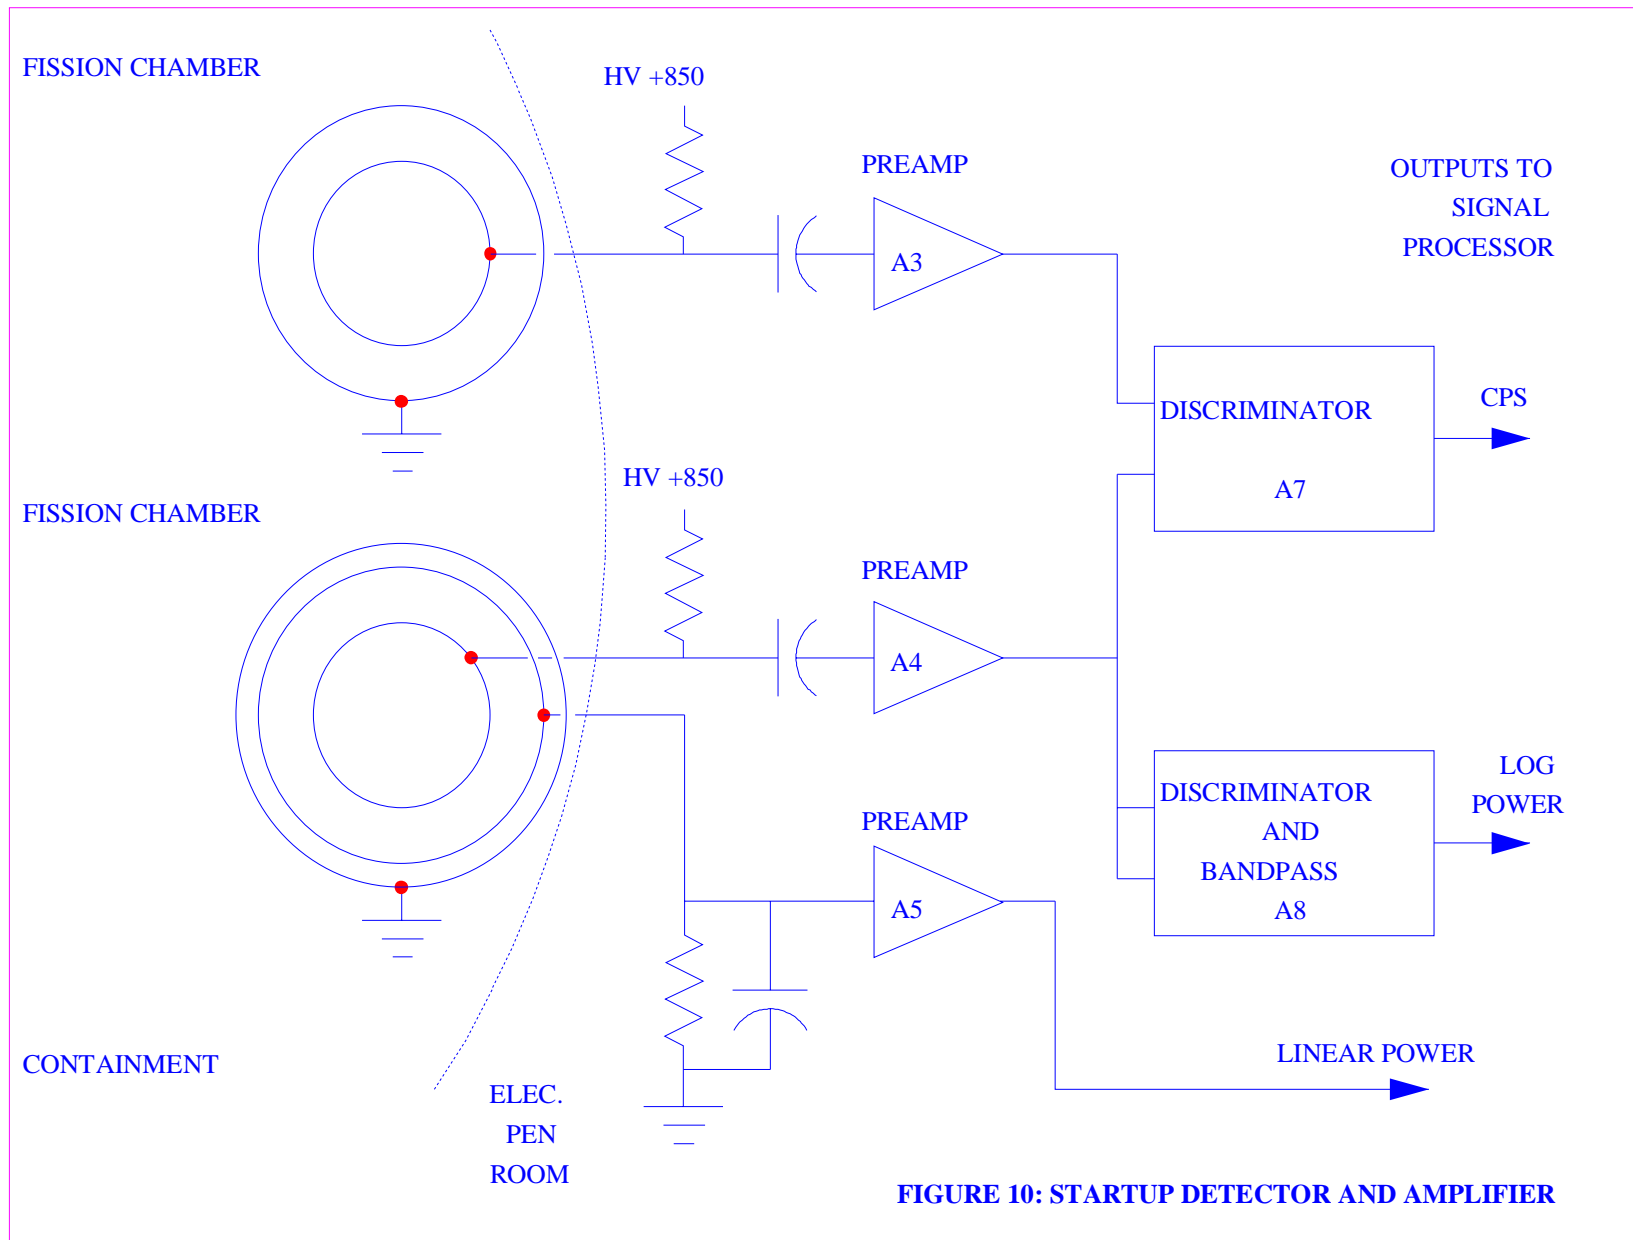 FISSION CHAMBER
HV +850
PREAMP
OUTPUTS TO
SIGNAL
PROCESSOR
A3
DISCRIMINATOR
A7
CPS
FISSION CHAMBER
HV +850
PREAMP
A4
DISCRIMINATOR
AND
BANDPASS
A8
LOG
POWER
PREAMP
A5
LINEAR POWER
CONTAINMENT
ELEC.
PEN
ROOM
FIGURE 10: STARTUP DETECTOR AND AMPLIFIER